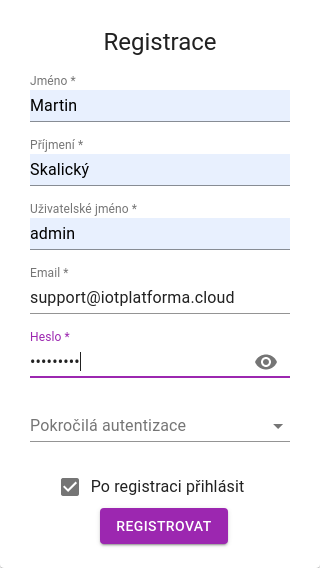 Registrace
Jméno *
Martin
Příjmení *
Skalický
Uživatelské jméno *
admin
Email *
support@iotplatforma.cloud
Heslo *
•••••••••
Pokročilá autentizace
Po registraci přihlásit
REGISTROVAT